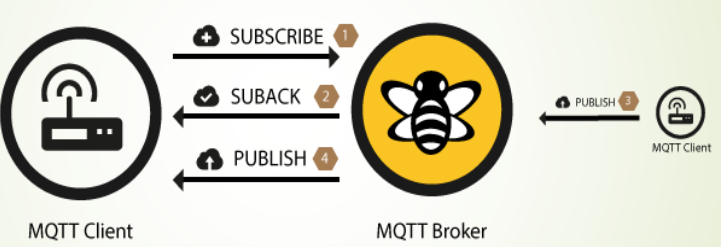 SUBSCRIBE 1
SUBACK 2
PUBLISH 3
PUBLISH 4
MQTT Client
MQTT Client
MQTT Broker